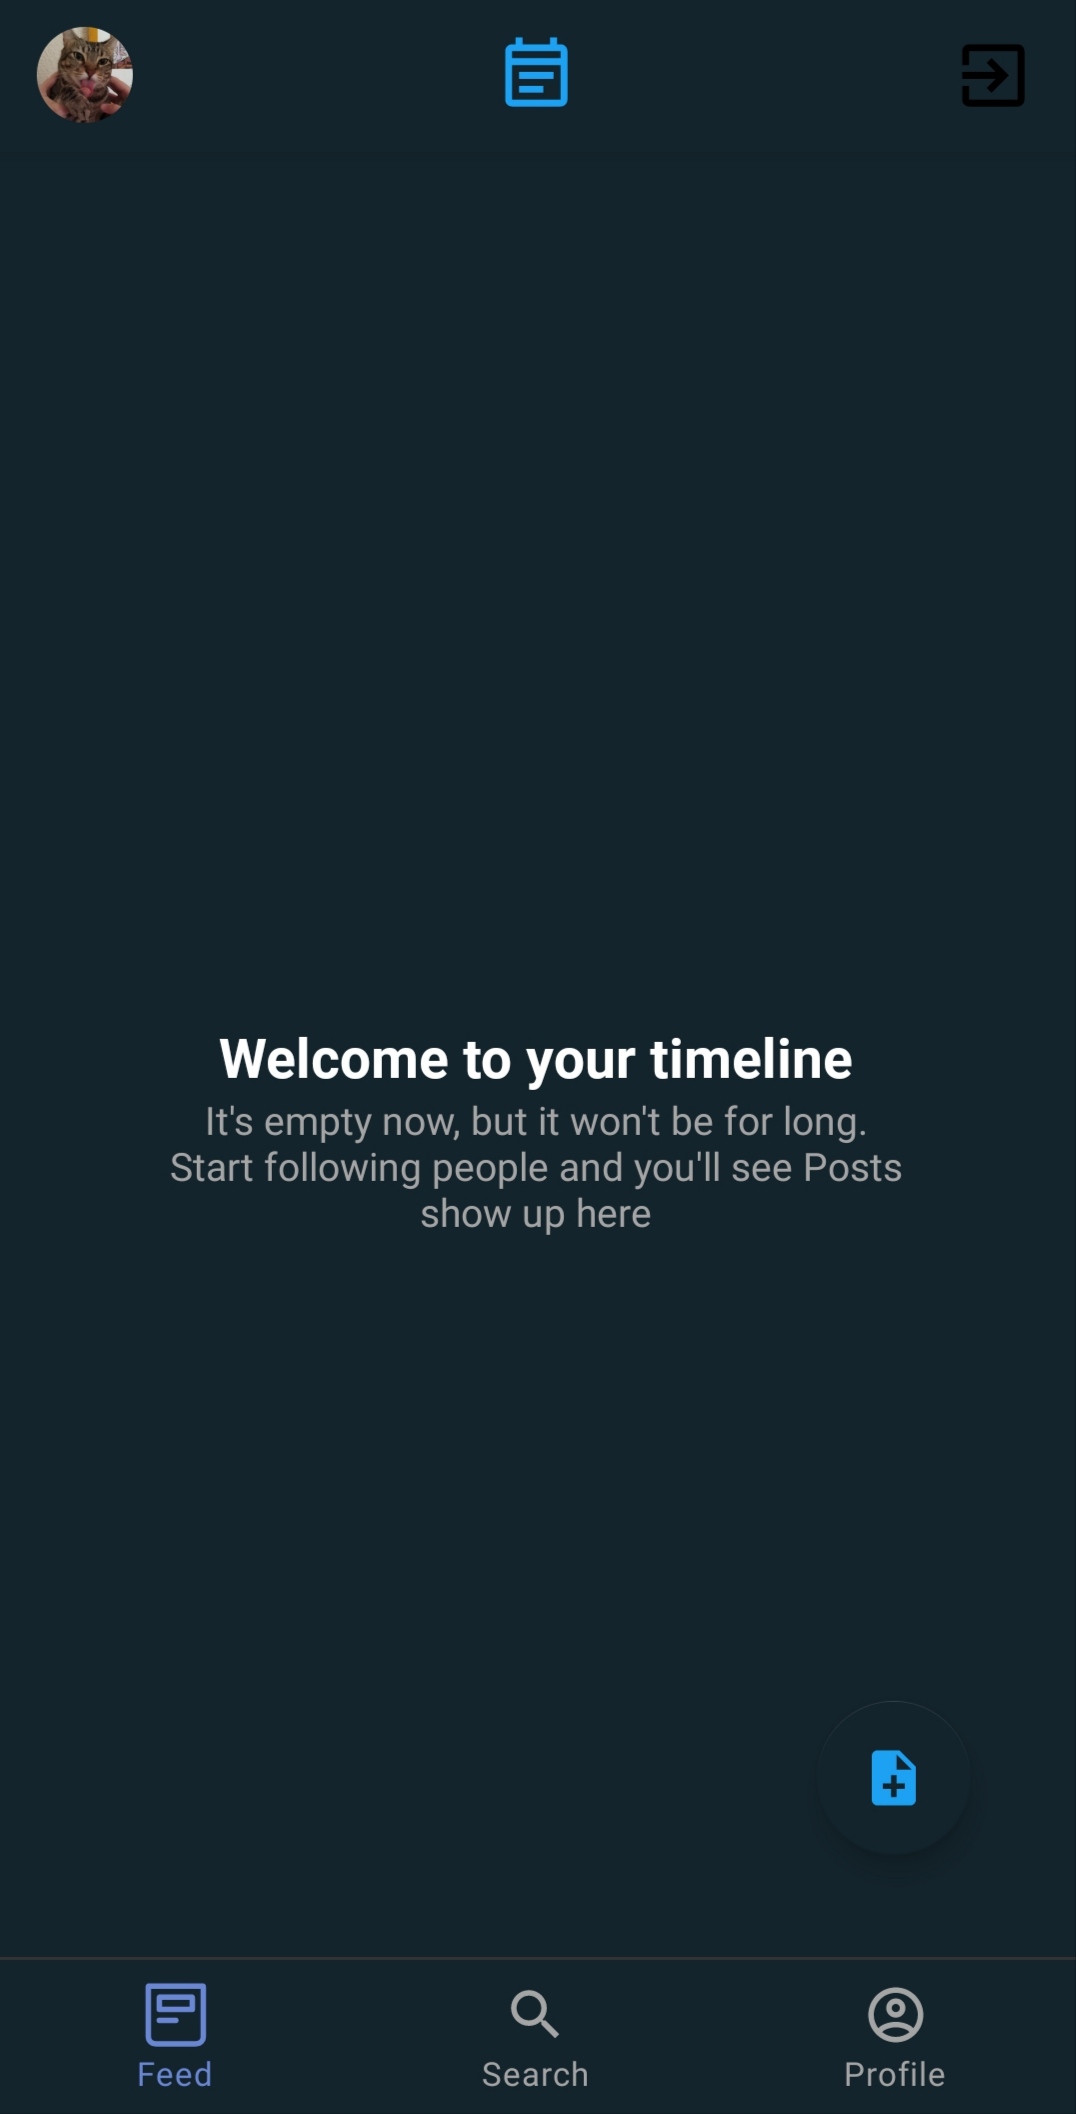 Welcome to your timeline
It's empty now, but it won't be for long.
Start following people and you'll see Posts
show up here
Feed
Search
Profile